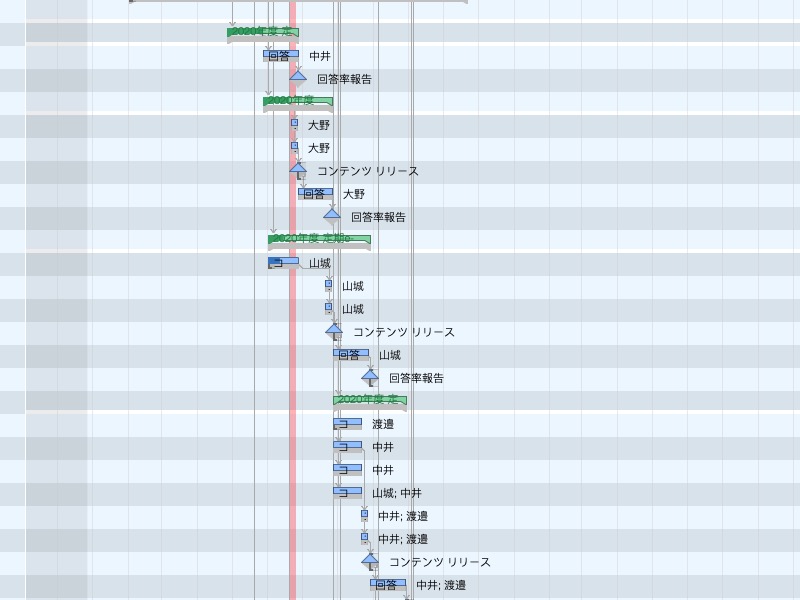 2020年度 定
回答 中井
回答率報告
2020年度
大野
大野
コンテンツ リリース
回答 大野
回答率報告
2020年度 定期e-
コ 山城
山城
山城
コンテンツ リリース
回答 山城
回答率報告
2020年度 定
コ 渡邉
コ 中井
コ 中井
コ 山城; 中井
中井; 渡邉
中井; 渡邉
コンテンツ リリース
回答 中井; 渡邉